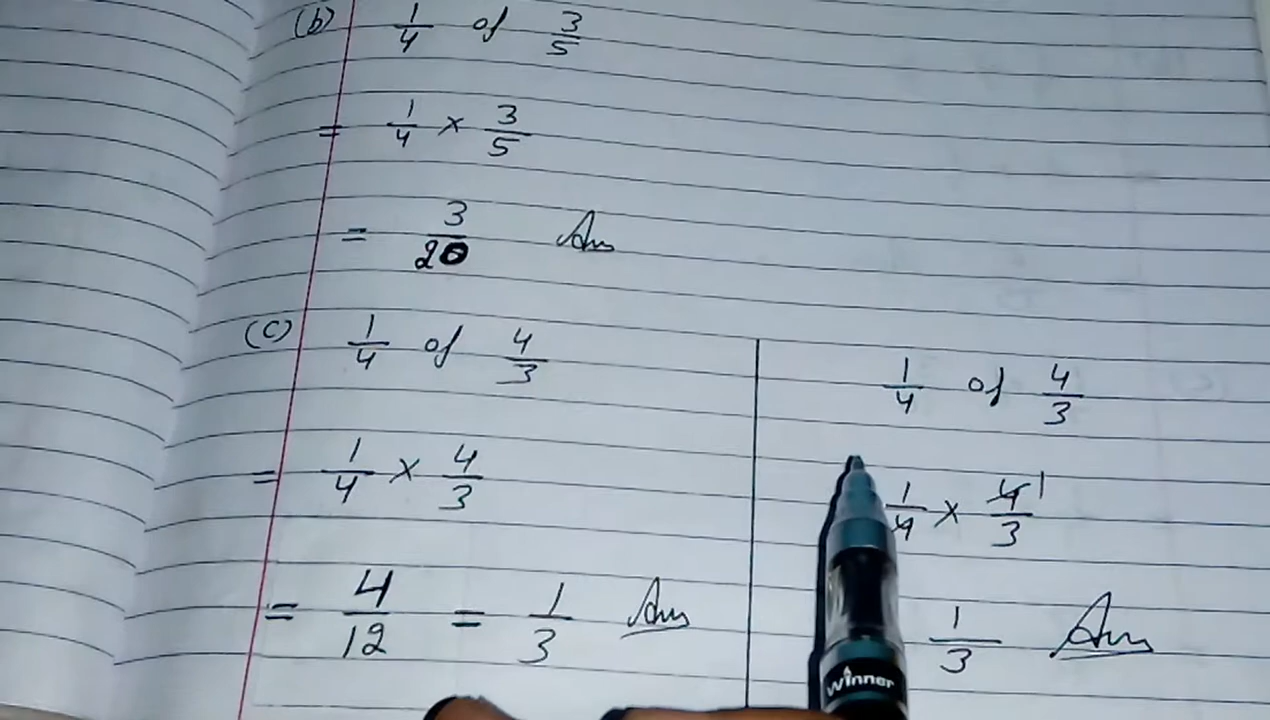 (b) 1/4 of 3/5
= 1/4 × 3/5
= 3/20 Ans
(c) 1/4 of 4/3
= 1/4 × 4/3
= 4/12 = 1/3 Ans
1/4 of 4/3
1/4 × 4/3 1
1/3 Ans
Winner